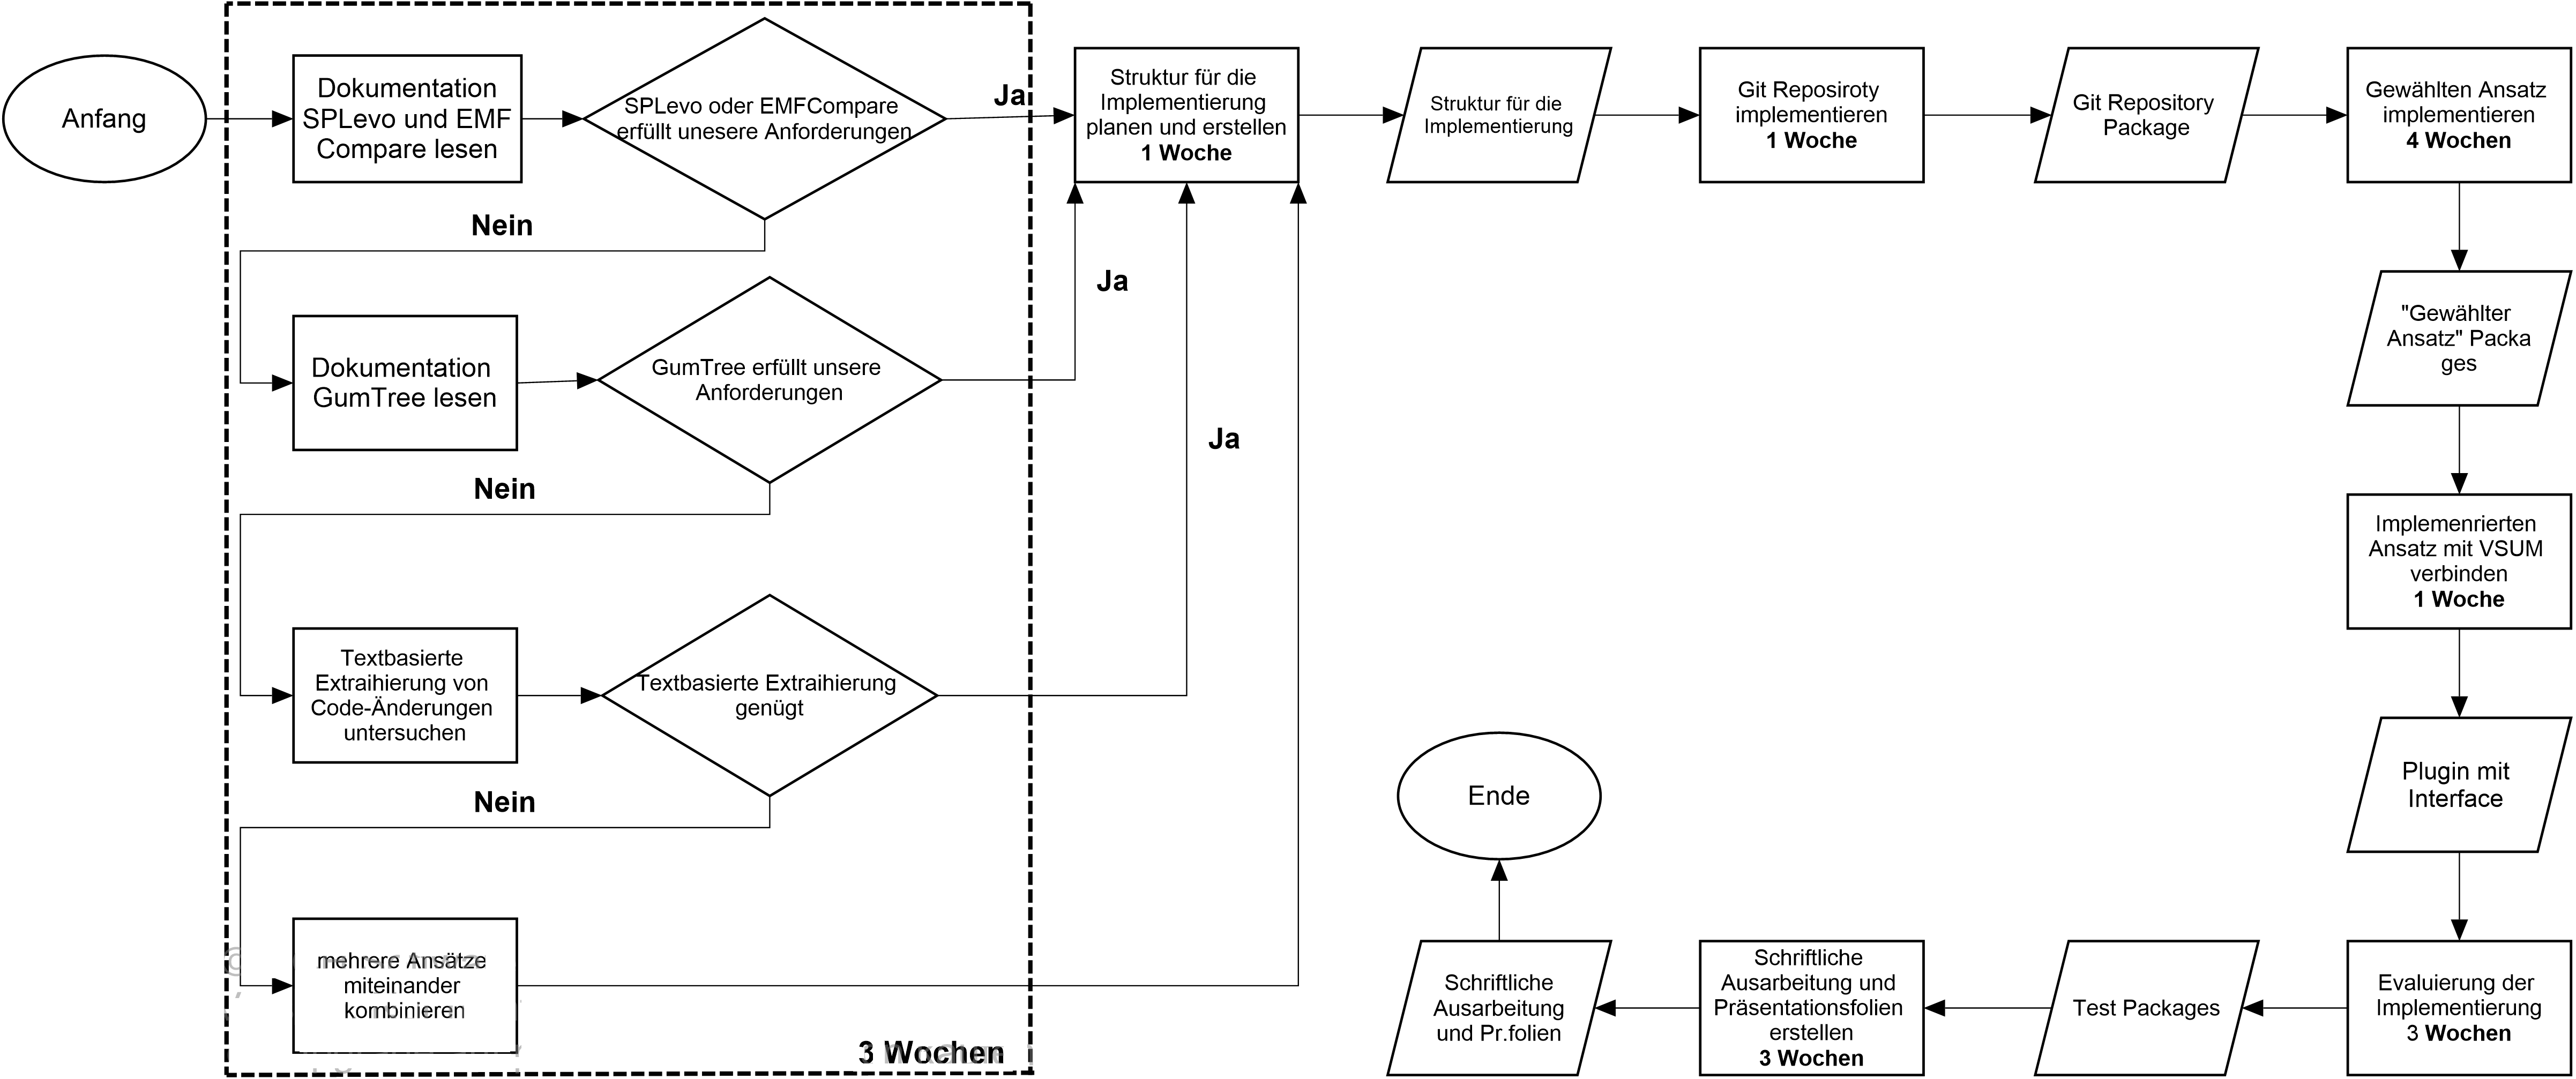 Anfang
Dokumentation
SPLevo und EMF
Compare lesen
SPLevo oder EMFCompare
erfüllt unesere Anforderungen
Ja
Nein
Dokumentation
GumTree lesen
GumTree erfüllt unsere
Anforderungen
Ja
Nein
Textbasierte
Extraihierung von
Code-Änderungen
untersuchen
Textbasierte Extraihierung
genügt
Ja
Nein
mehrere Ansätze
miteinander
kombinieren
3 Wochen
Struktur für die
Implementierung
planen und erstellen
1 Woche
Struktur für die
Implementierung
Git Reposiroty
implementieren
1 Woche
Git Repository
Package
Gewählten Ansatz
implementieren
4 Wochen
"Gewählter
Ansatz" Packa
ges
Implemenrierten
Ansatz mit VSUM
verbinden
1 Woche
Plugin mit
Interface
Evaluierung der
Implementierung
3 Wochen
Test Packages
Schriftliche
Ausarbeitung und
Präsentationsfolien
erstellen
3 Wochen
Schriftliche
Ausarbeitung
und Pr.folien
Ende